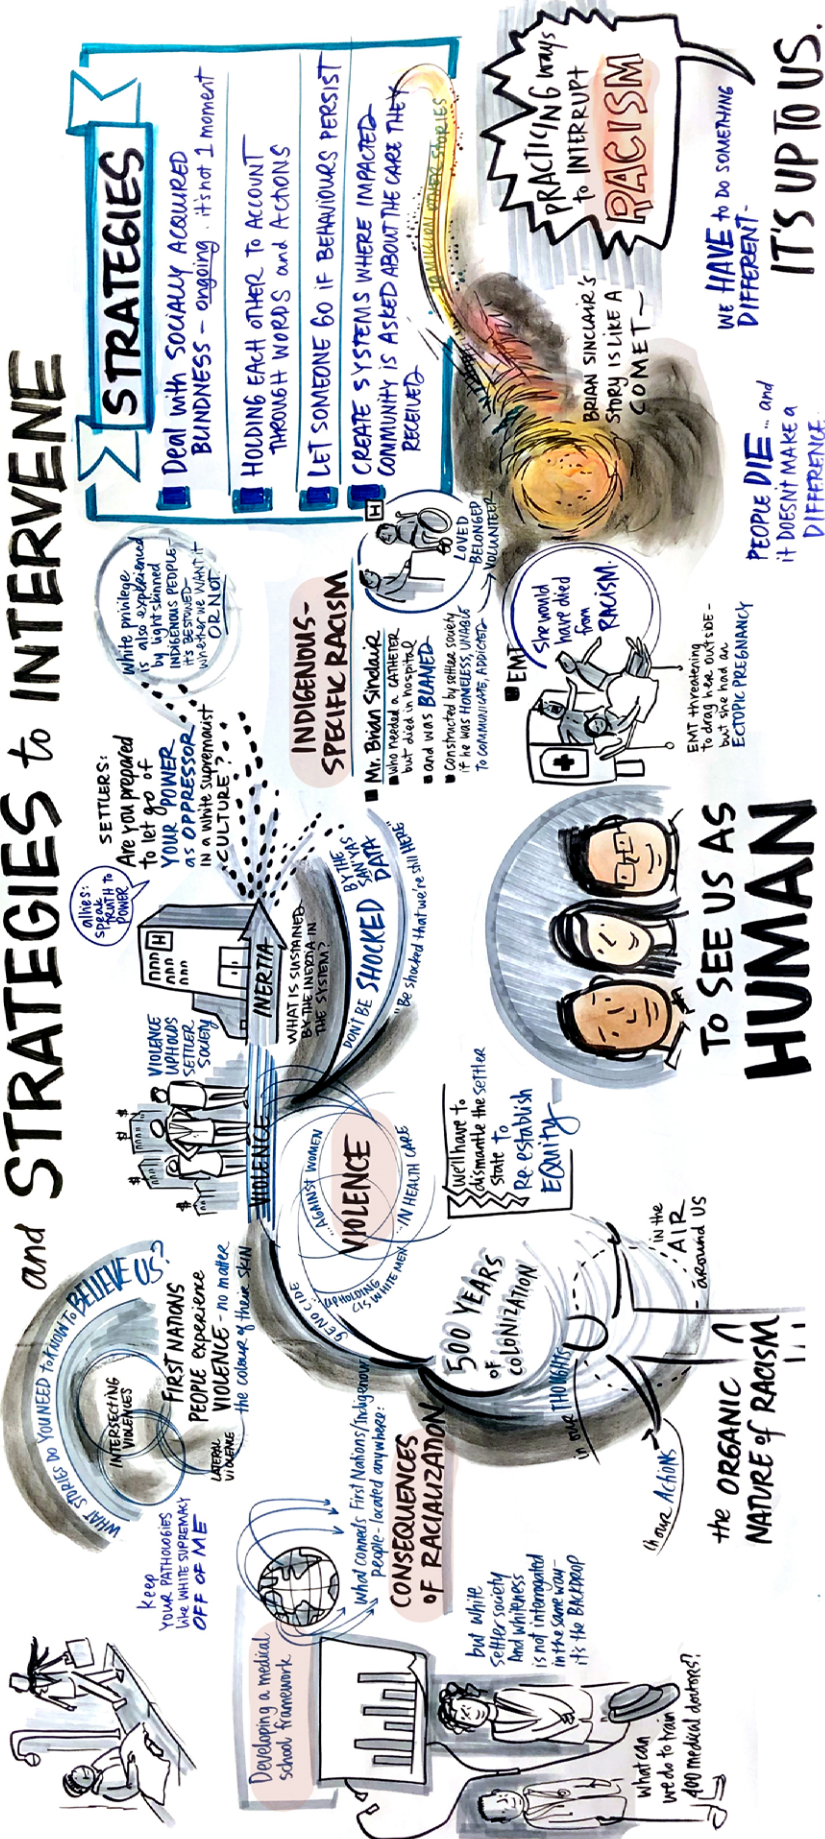 and STRATEGIES to INTERVENE
keep
YOUR PATHOLOGIES
like WHITE SUPREMACY
OFF OF ME
WHAT STORIES DO YOU NEED to KNOW TO BELIEVE US?
INTERSECTING
VIOLENCES
LATERAL
VIOLENCE
FIRST NATIONS
PEOPLE experience
VIOLENCE - no matter
the colour of their SKIN
Developing a medical
school framework
What connects First Nations/Indigenous
people - located anywhere:
CONSEQUENCES
OF RACIALIZATION
but white
settler society
And whiteness
is not interrogated
in the same way -
it's the BACKDROP
what can
we do to train
400 medical doctors?
500 YEARS
of
COLONIZATION
in our THOUGHTS
in our ACTIONS
in the
AIR
around US
the ORGANIC
NATURE of RACISM
VIOLENCE
UPHOLDS
SETTLER
Society
VIOLENCE
INERTIA
H
GENOCIDE
...AGAINST WOMEN
VIOLENCE
...IN HEALTH CARE
UPHOLDING
CIS WHITE MEN
We'll have to
dismantle the settler
state to
Re establish
EQUITY
allies:
speak
TRUTH to
POWER
SETTLERS:
Are you prepared
to let go of
YOUR POWER
as OPPRESSOR
in a white supremacist
CULTURE?
White privilege
is also experienced
by light skinned
INDIGENOUS PEOPLE-
it's BESTOWED-
whether we WANT it
OR NOT
WHAT IS SUSTAINED
BY THE INERTIA IN
THE SYSTEM?
DON'T BE SHOCKED BY THE
SAN'YAS
DATA
"Be shocked that we're still HERE"
TO SEE US AS
HUMAN
INDIGENOUS-
SPECIFIC RACISM
Mr. Brian Sinclair
who needed a CATHETER
but died in hospital
and was BLAMED
constructed by settler society
if he was HOMELESS, UNABLE
TO COMMUNICATE, ADDICTED
H
LOVED
BELONGED
VOLUNTEER
EMT
She would
have died
from
RACISM.
EMT threatening
to drag her OUTSIDE-
but she had an
ECTOPIC PREGNANCY
STRATEGIES
Deal with SOCIALLY ACQUIRED
BLINDNESS - ongoing. it's not 1 moment
HOLDING EACH OTHER TO ACCOUNT
THROUGH WORDS and ACTIONS
LET SOMEONE GO IF BEHAVIOURS PERSIST
CREATE SYSTEMS WHERE IMPACTED
COMMUNITY IS ASKED ABOUT THE CARE THEY
RECEIVED
OTHER STORIES
BRIAN SINCLAIR'S
STORY IS LIKE A
COMET
PRACTICING ways
to INTERRUPT
RACISM
PEOPLE DIE ... and
it DOESN'T MAKE A
DIFFERENCE.
WE HAVE to DO SOMETHING
DIFFERENT-
IT'S UP TO US.